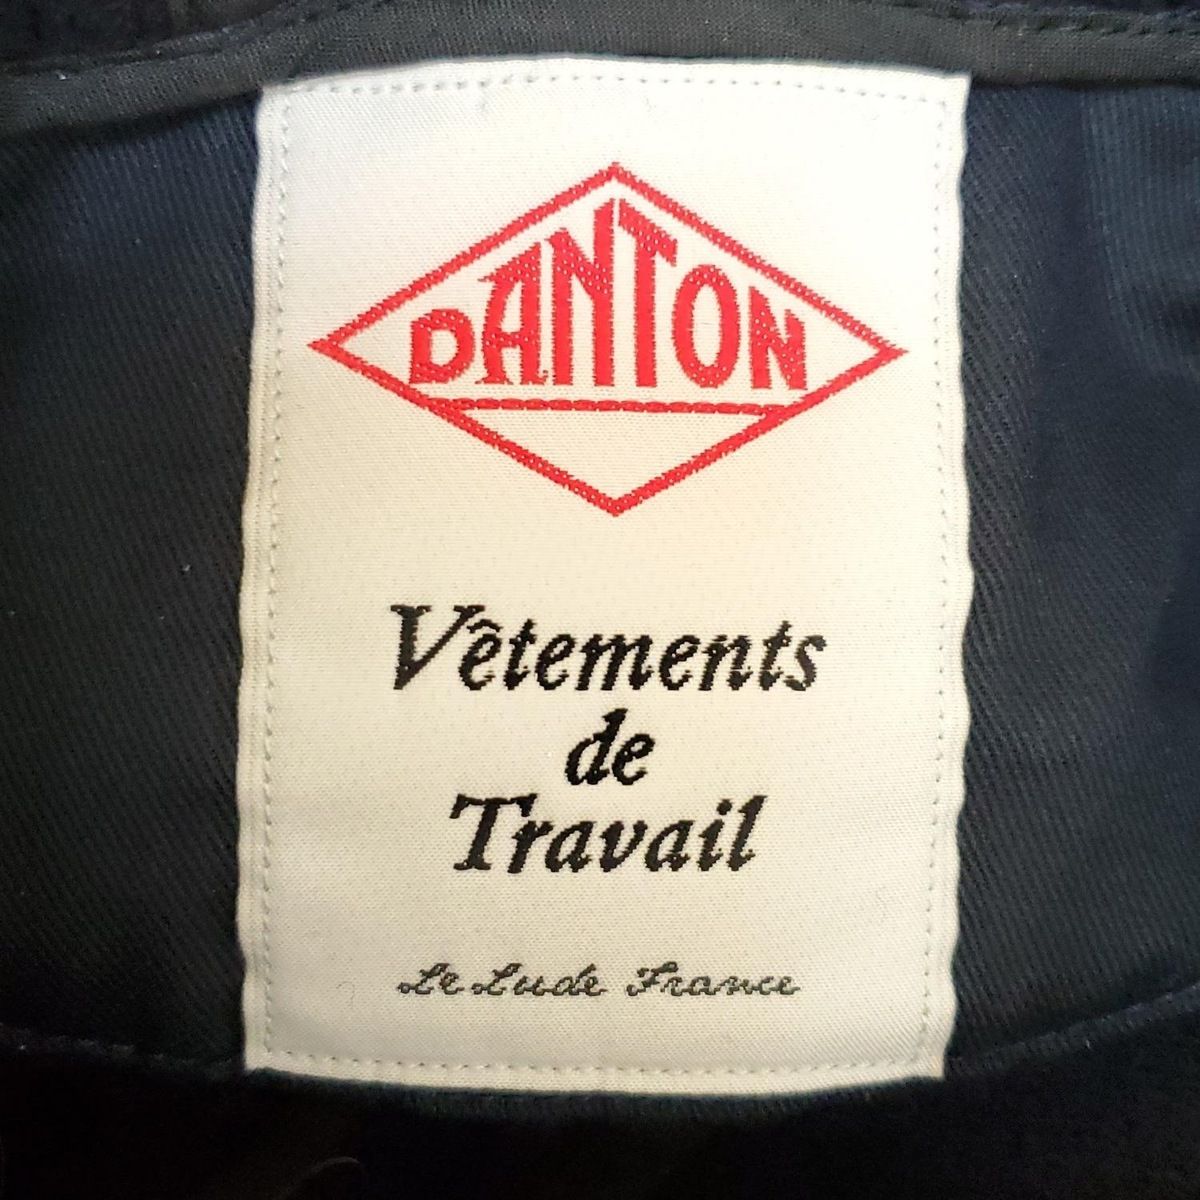 DANTON
Vêtements
de
Travail
Le Lude France